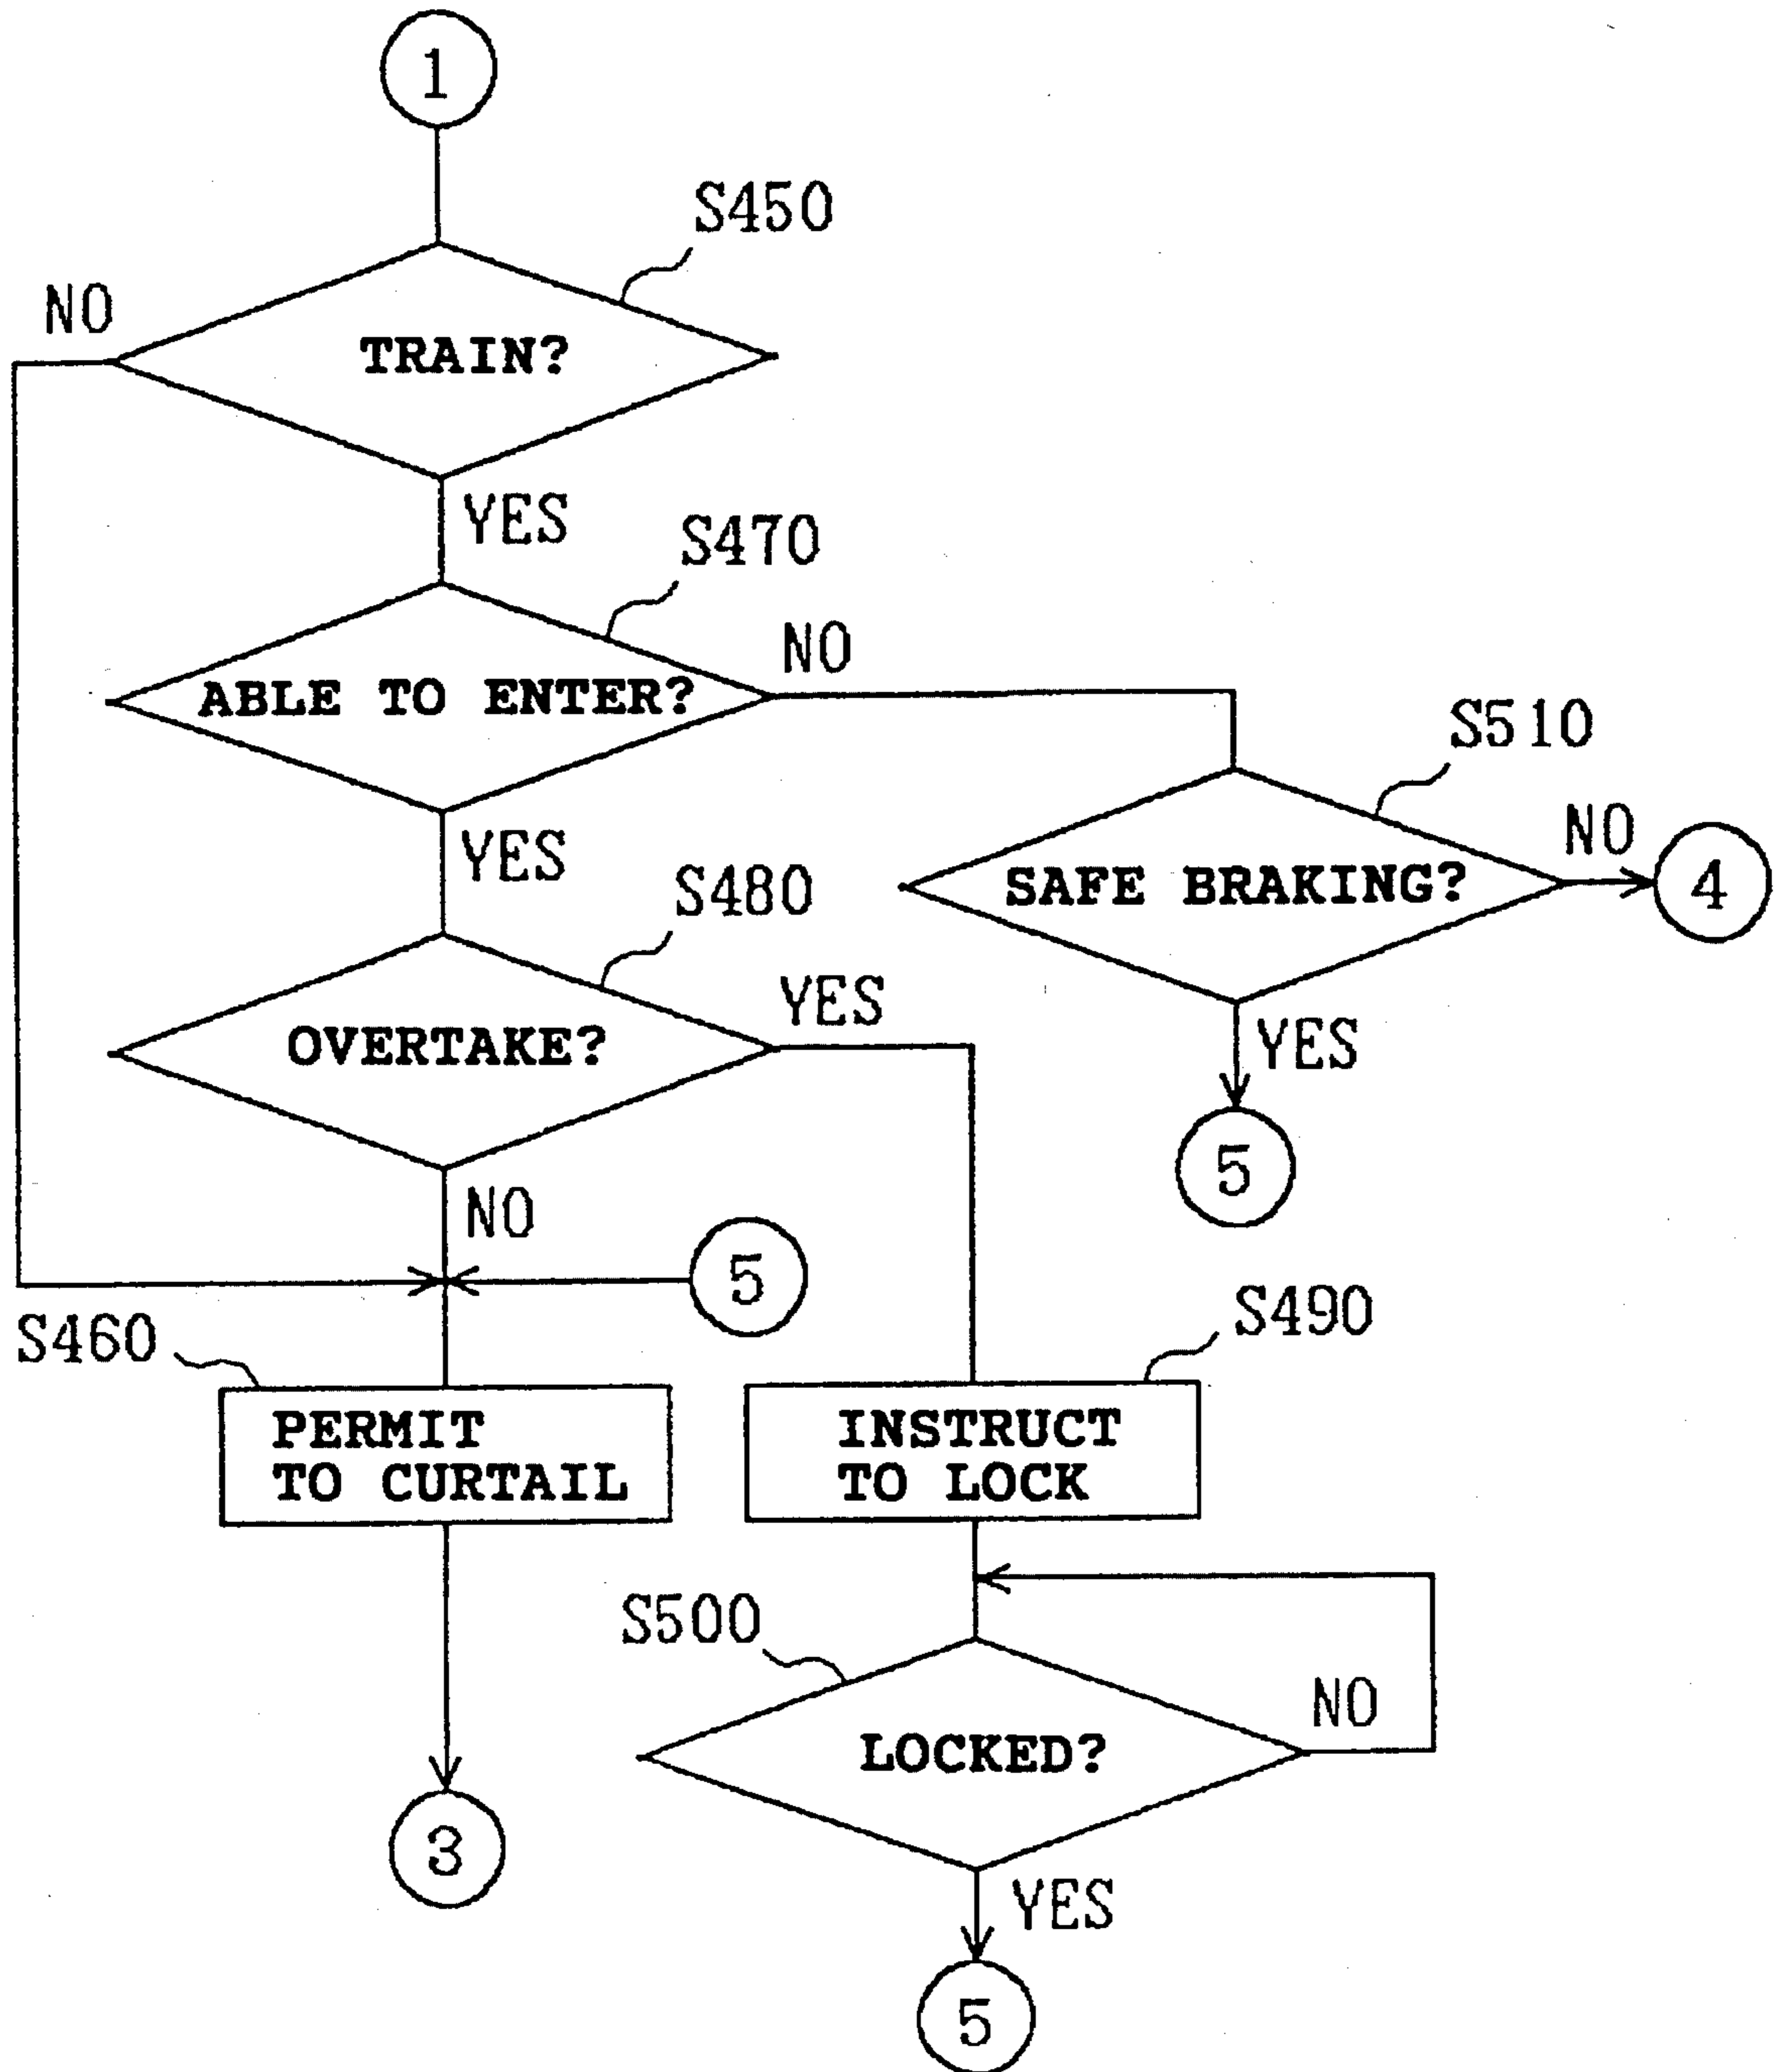 1
S450
NO
TRAIN?
YES
S470
NO
ABLE TO ENTER?
S510
YES
NO
SAFE BRAKING?
4
S480
YES
OVERTAKE?
YES
5
NO
5
S460
S490
PERMIT
TO CURTAIL
INSTRUCT
TO LOCK
S500
NO
LOCKED?
3
YES
5